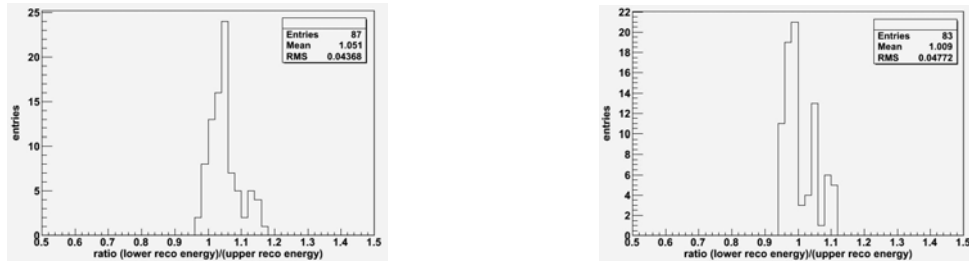 Entries 87
Mean 1.051
RMS 0.04368
25
20
15
10
5
0
entries
0.5 0.6 0.7 0.8 0.9 1 1.1 1.2 1.3 1.4 1.5
ratio (lower reco energy)/(upper reco energy)
Entries 83
Mean 1.009
RMS 0.04772
22
20
18
16
14
12
10
8
6
4
2
0
entries
0.5 0.6 0.7 0.8 0.9 1 1.1 1.2 1.3 1.4 1.5
ratio (lower reco energy)/(upper reco energy)